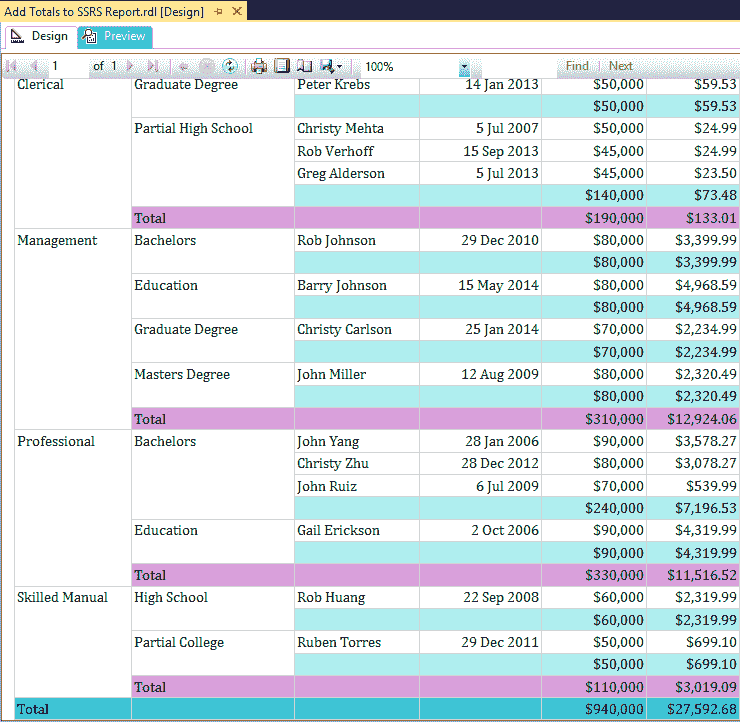 Add Totals to SSRS Report.rdl [Design]
Design Preview
1 of 1 100% Find Next
Clerical Graduate Degree Peter Krebs 14 Jan 2013 $50,000 $59.53
$50,000 $59.53
Partial High School Christy Mehta 5 Jul 2007 $50,000 $24.99
Rob Verhoff 15 Sep 2013 $45,000 $24.99
Greg Alderson 5 Jul 2013 $45,000 $23.50
$140,000 $73.48
Total $190,000 $133.01
Management Bachelors Rob Johnson 29 Dec 2010 $80,000 $3,399.99
$80,000 $3,399.99
Education Barry Johnson 15 May 2014 $80,000 $4,968.59
$80,000 $4,968.59
Graduate Degree Christy Carlson 25 Jan 2014 $70,000 $2,234.99
$70,000 $2,234.99
Masters Degree John Miller 12 Aug 2009 $80,000 $2,320.49
$80,000 $2,320.49
Total $310,000 $12,924.06
Professional Bachelors John Yang 28 Jan 2006 $90,000 $3,578.27
Christy Zhu 28 Dec 2012 $80,000 $3,078.27
John Ruiz 6 Jul 2009 $70,000 $539.99
$240,000 $7,196.53
Education Gail Erickson 2 Oct 2006 $90,000 $4,319.99
$90,000 $4,319.99
Total $330,000 $11,516.52
Skilled Manual High School Rob Huang 22 Sep 2008 $60,000 $2,319.99
$60,000 $2,319.99
Partial College Ruben Torres 29 Dec 2011 $50,000 $699.10
$50,000 $699.10
Total $110,000 $3,019.09
Total $940,000 $27,592.68